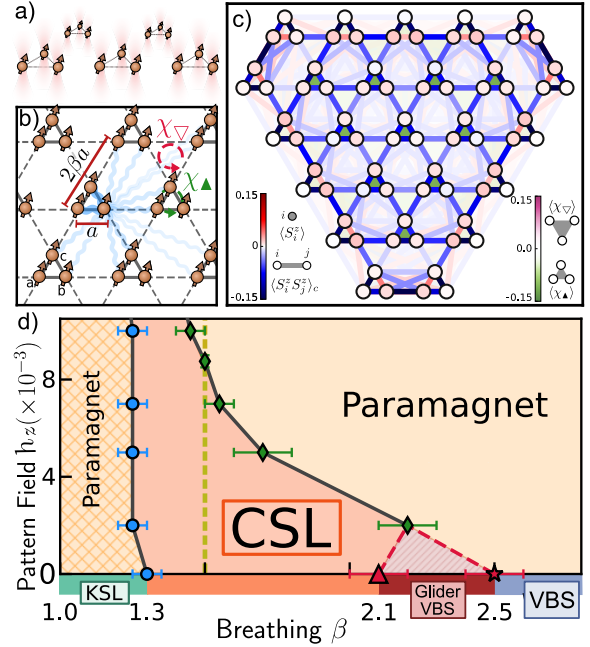 a)
b)
χ▽
χ▲
2βa
a
c
a
b
c)
0.15
0
-0.15
i
⟨S_i^z⟩
i j
⟨S_i^z S_j^z⟩_c
0.15
0.0
-0.15
⟨χ▽⟩
⟨χ▲⟩
d)
Pattern Field h_z(×10⁻³)
8
4
0
Paramagnet
CSL
Paramagnet
KSL
Glider
VBS
VBS
1.0
1.3
2.1
2.5
Breathing β